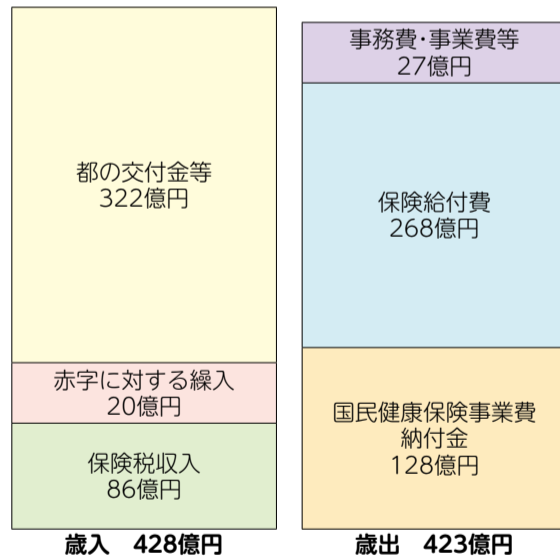 都の交付金等
322億円
赤字に対する繰入
20億円
保険税収入
86億円
歳入　428億円
事務費・事業費等
27億円
保険給付費
268億円
国民健康保険事業費
納付金
128億円
歳出　423億円